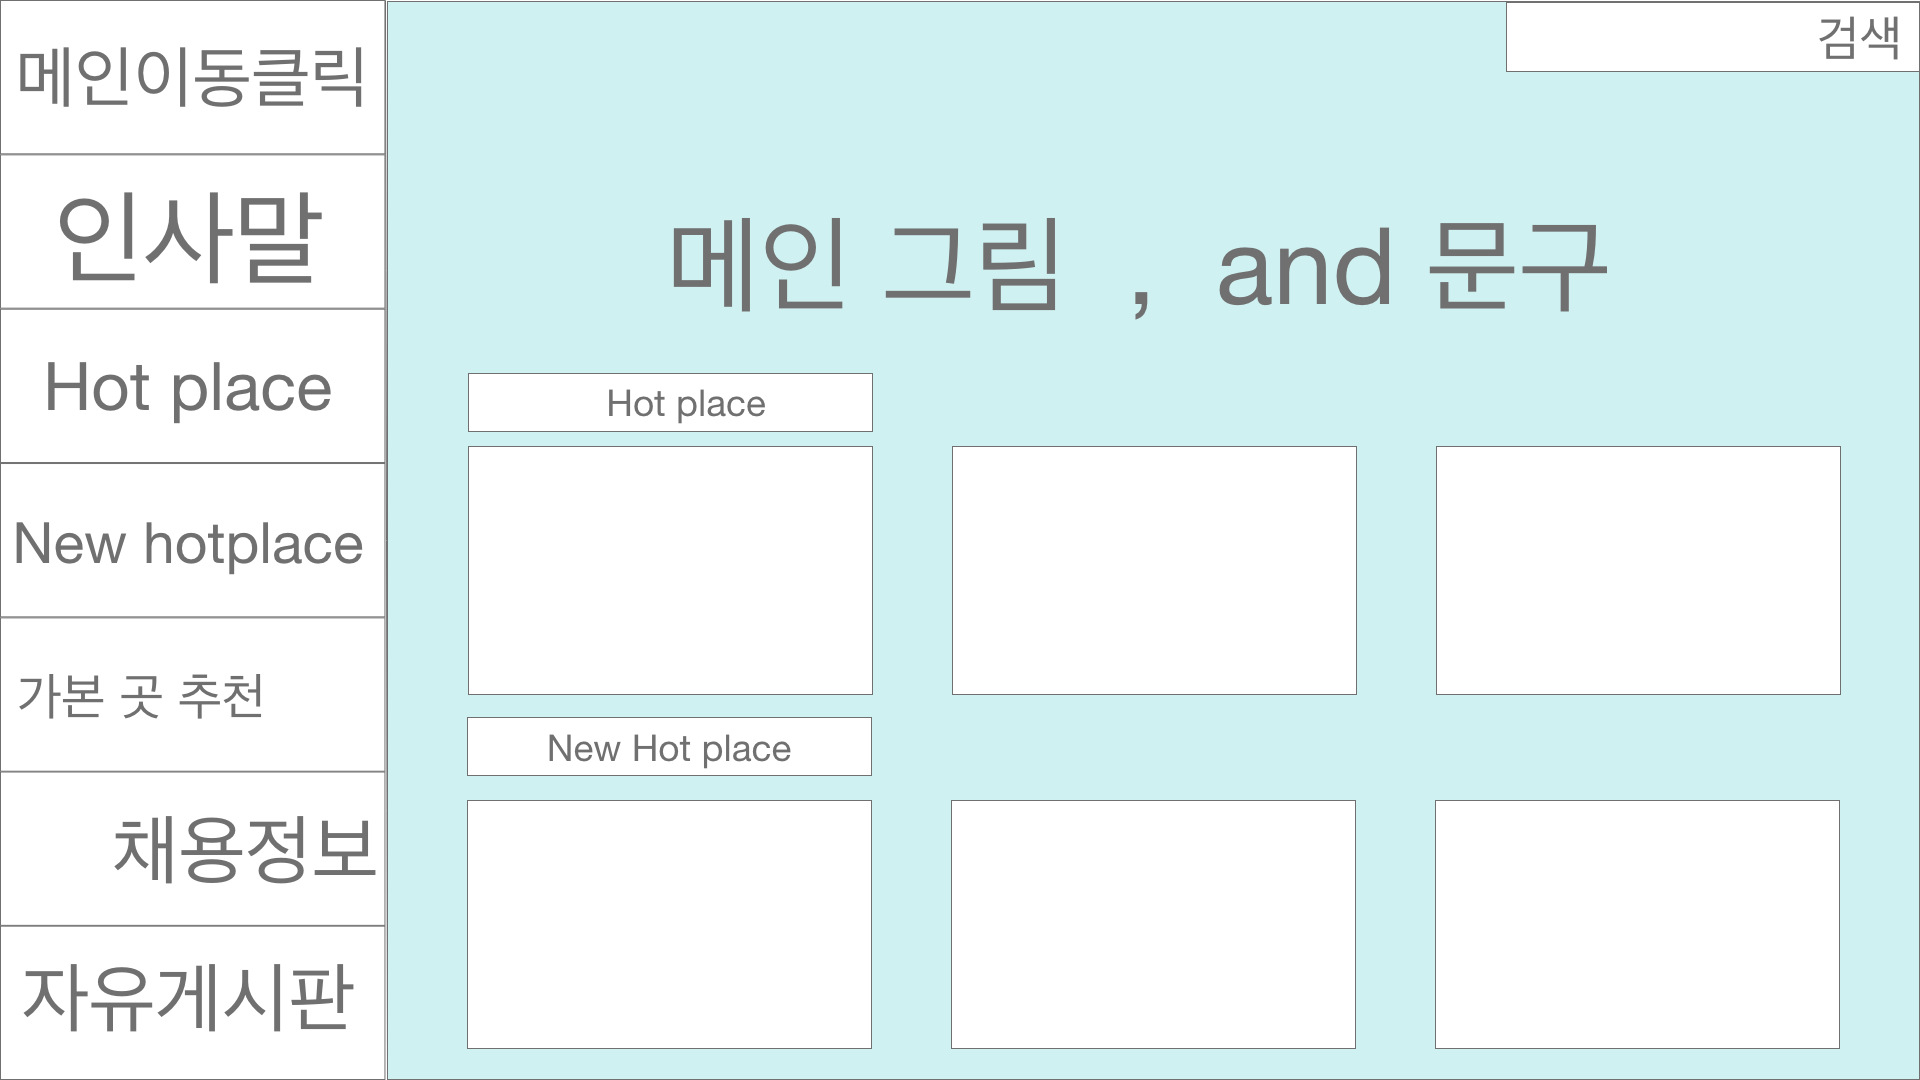 메인이동클릭
인사말
Hot place
New hotplace
가본 곳 추천
채용정보
자유게시판
검색
메인 그림 , and 문구
Hot place
New Hot place